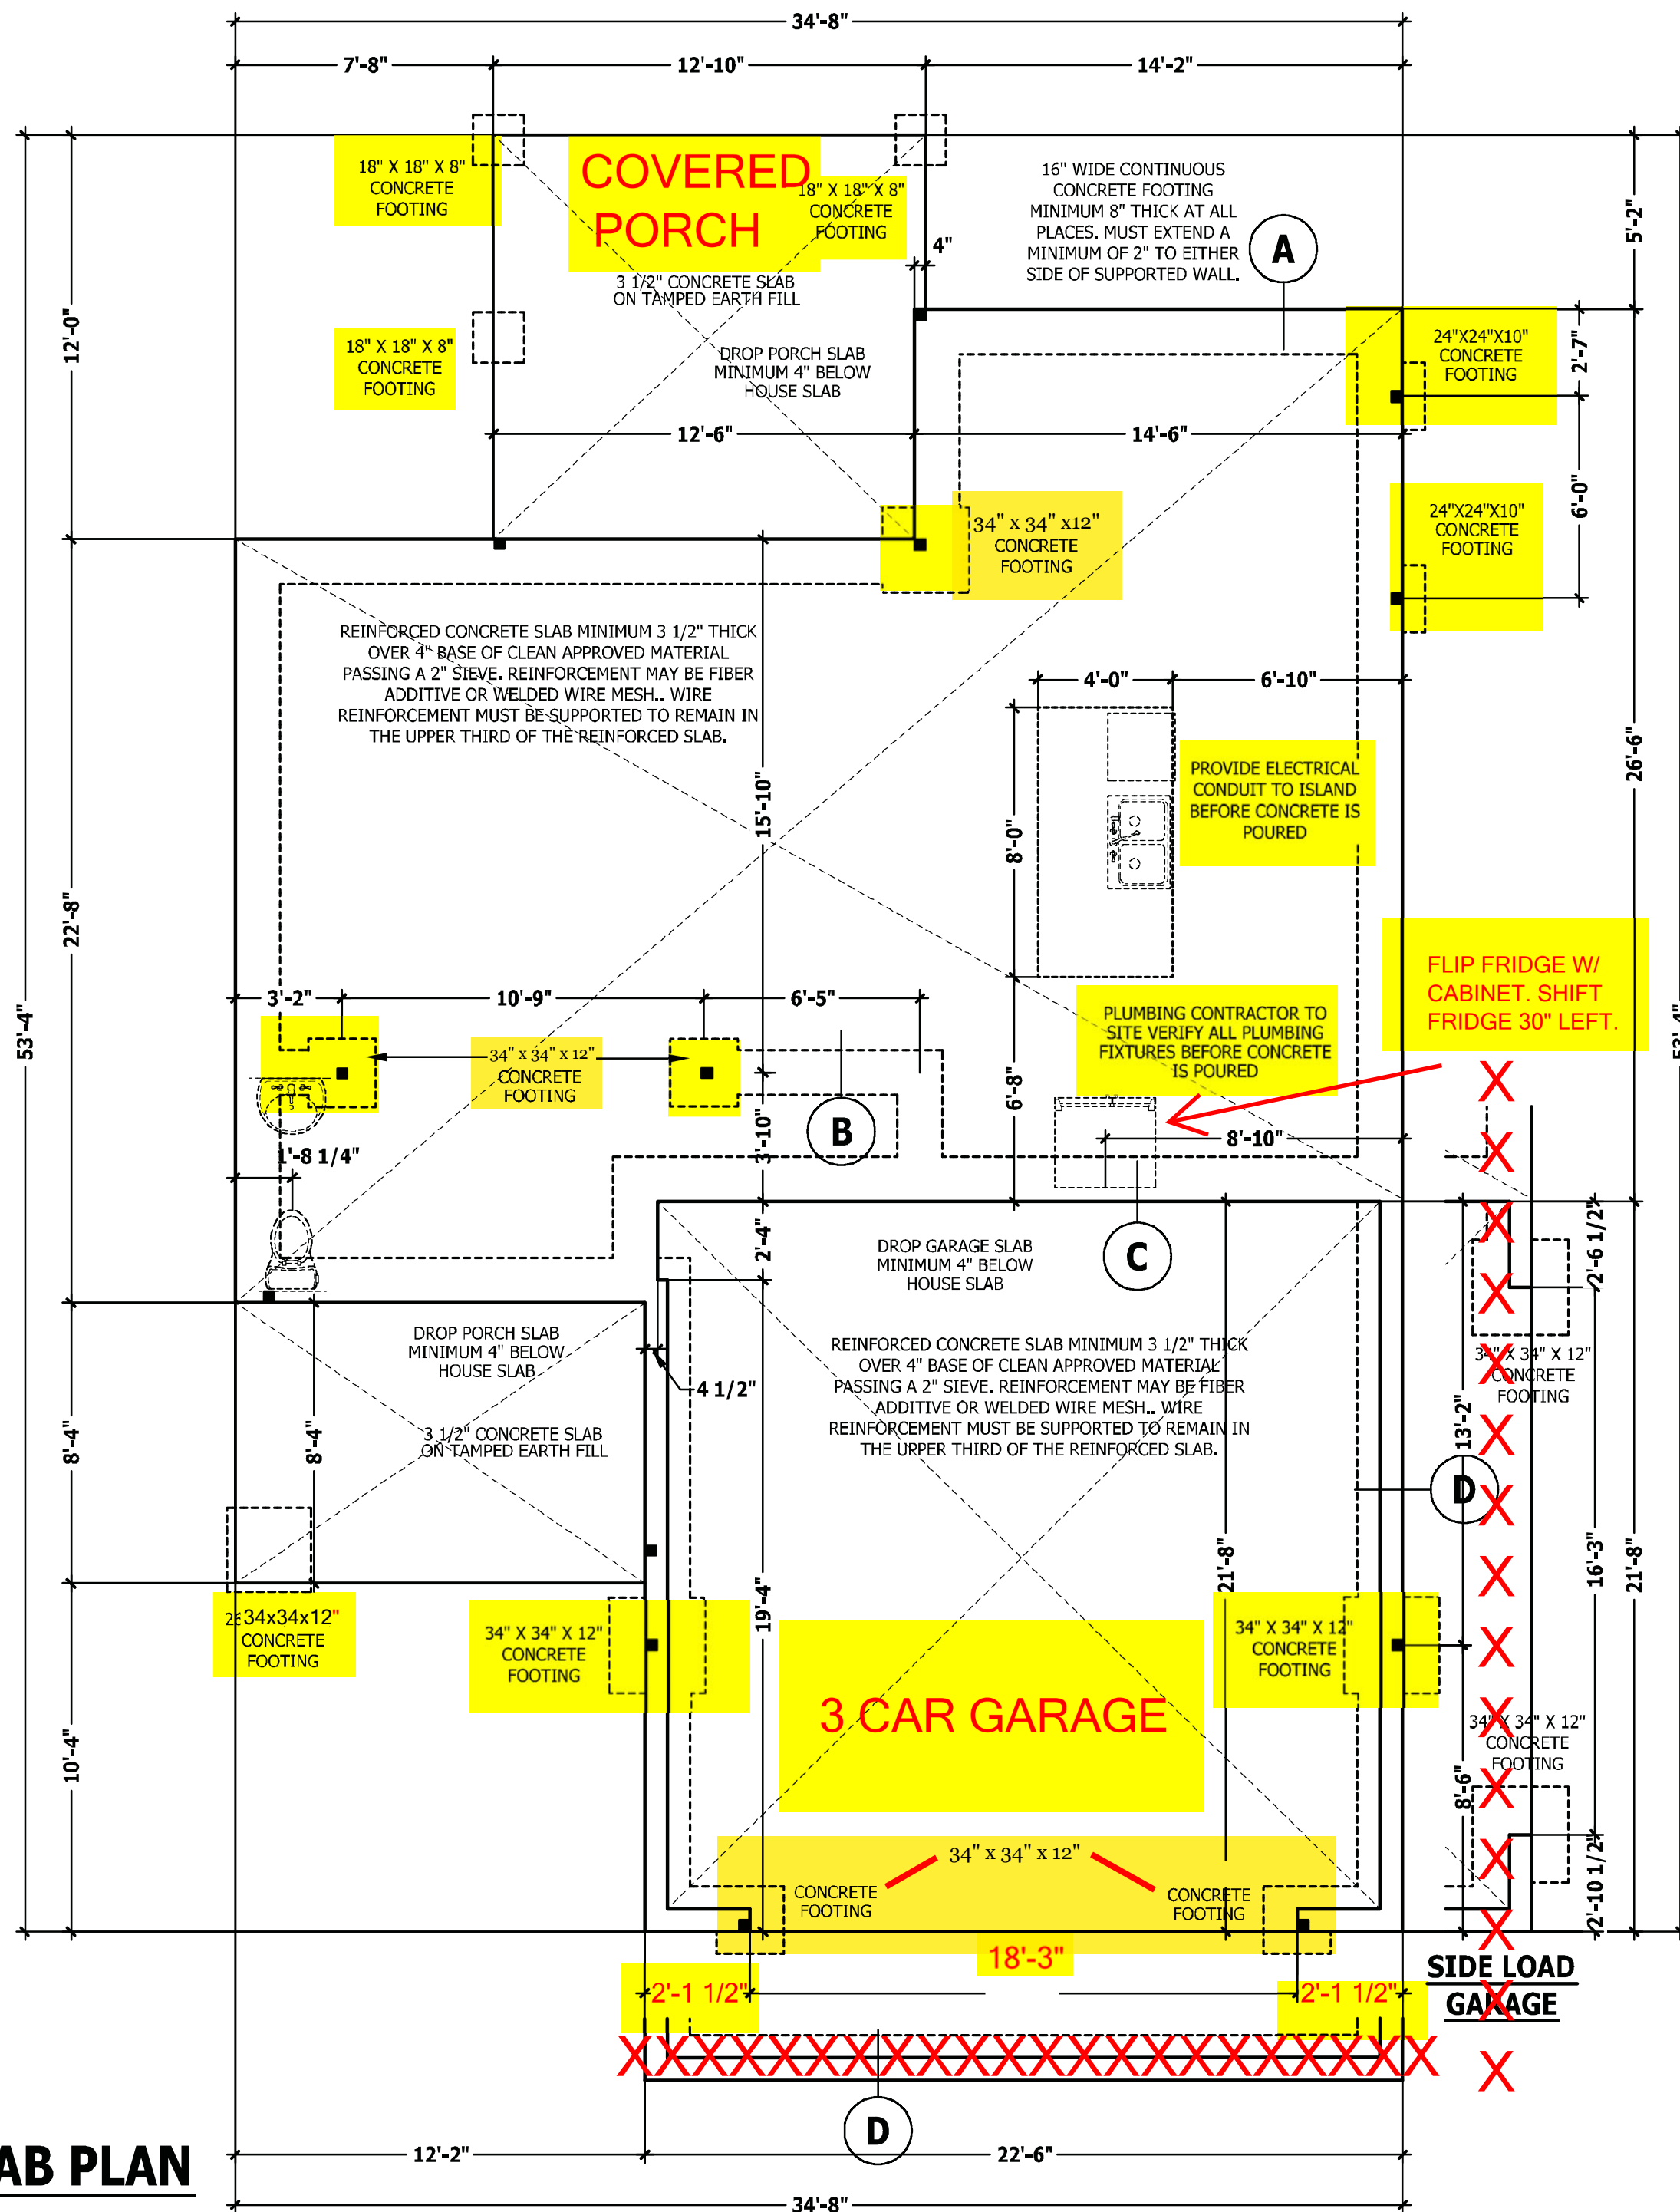 34'-8"
7'-8"
12'-10"
14'-2"
18" X 18" X 8"
CONCRETE
FOOTING
COVERED
PORCH
18" X 18" X 8"
CONCRETE
FOOTING
4"
3 1/2" CONCRETE SLAB
ON TAMPED EARTH FILL
16" WIDE CONTINUOUS
CONCRETE FOOTING
MINIMUM 8" THICK AT ALL
PLACES. MUST EXTEND A
MINIMUM OF 2" TO EITHER
SIDE OF SUPPORTED WALL.
A
5'-2"
12'-0"
18" X 18" X 8"
CONCRETE
FOOTING
DROP PORCH SLAB
MINIMUM 4" BELOW
HOUSE SLAB
24"X24"X10"
CONCRETE
FOOTING
2'-7"
12'-6"
14'-6"
6'-0"
34" x 34" x12"
CONCRETE
FOOTING
24"X24"X10"
CONCRETE
FOOTING
REINFORCED CONCRETE SLAB MINIMUM 3 1/2" THICK
OVER 4" BASE OF CLEAN APPROVED MATERIAL
PASSING A 2" SIEVE. REINFORCEMENT MAY BE FIBER
ADDITIVE OR WELDED WIRE MESH.. WIRE
REINFORCEMENT MUST BE SUPPORTED TO REMAIN IN
THE UPPER THIRD OF THE REINFORCED SLAB.
4'-0"
6'-10"
26'-6"
15'-10"
8'-0"
PROVIDE ELECTRICAL
CONDUIT TO ISLAND
BEFORE CONCRETE IS
POURED
22'-8"
FLIP FRIDGE W/
CABINET. SHIFT
FRIDGE 30" LEFT.
53'-4"
53'-4"
3'-2"
10'-9"
6'-5"
PLUMBING CONTRACTOR TO
SITE VERIFY ALL PLUMBING
FIXTURES BEFORE CONCRETE
IS POURED
34" x 34" x 12"
CONCRETE
FOOTING
6'-8"
B
3'-10"
8'-10"
1'-8 1/4"
2'-4"
DROP GARAGE SLAB
MINIMUM 4" BELOW
HOUSE SLAB
C
2'-6 1/2"
DROP PORCH SLAB
MINIMUM 4" BELOW
HOUSE SLAB
4 1/2"
REINFORCED CONCRETE SLAB MINIMUM 3 1/2" THICK
OVER 4" BASE OF CLEAN APPROVED MATERIAL
PASSING A 2" SIEVE. REINFORCEMENT MAY BE FIBER
ADDITIVE OR WELDED WIRE MESH.. WIRE
REINFORCEMENT MUST BE SUPPORTED TO REMAIN IN
THE UPPER THIRD OF THE REINFORCED SLAB.
34" X 34" X 12"
CONCRETE
FOOTING
13'-2"
8'-4"
8'-4"
3 1/2" CONCRETE SLAB
ON TAMPED EARTH FILL
D
16'-3"
21'-8"
21'-8"
19'-4"
34x34x12"
CONCRETE
FOOTING
34" X 34" X 12"
CONCRETE
FOOTING
34" X 34" X 12"
CONCRETE
FOOTING
3 CAR GARAGE
34" X 34" X 12"
CONCRETE
FOOTING
10'-4"
8'-6"
34" x 34" x 12"
CONCRETE
FOOTING
CONCRETE
FOOTING
2'-10 1/2"
18'-3"
SIDE LOAD
GARAGE
2'-1 1/2"
2'-1 1/2"
X X X X X X X X X X X X X X X
XXXXXXXXXXXXXXXXXXXXXX
D
AB PLAN
12'-2"
22'-6"
34'-8"